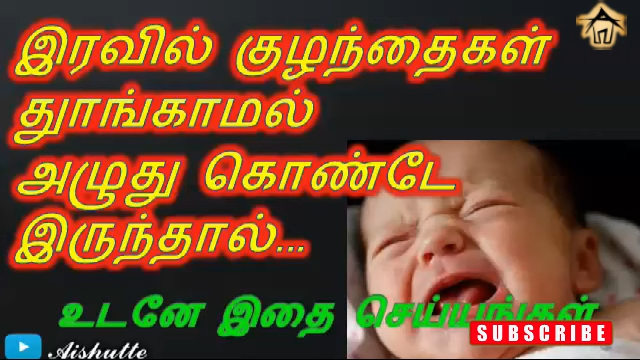 இரவில் குழந்தைகள்
தூங்காமல்
அழுது கொண்டே
இருந்தால்...
உடனே இதை செய்யுங்கள்
SUBSCRIBE
Aishutte